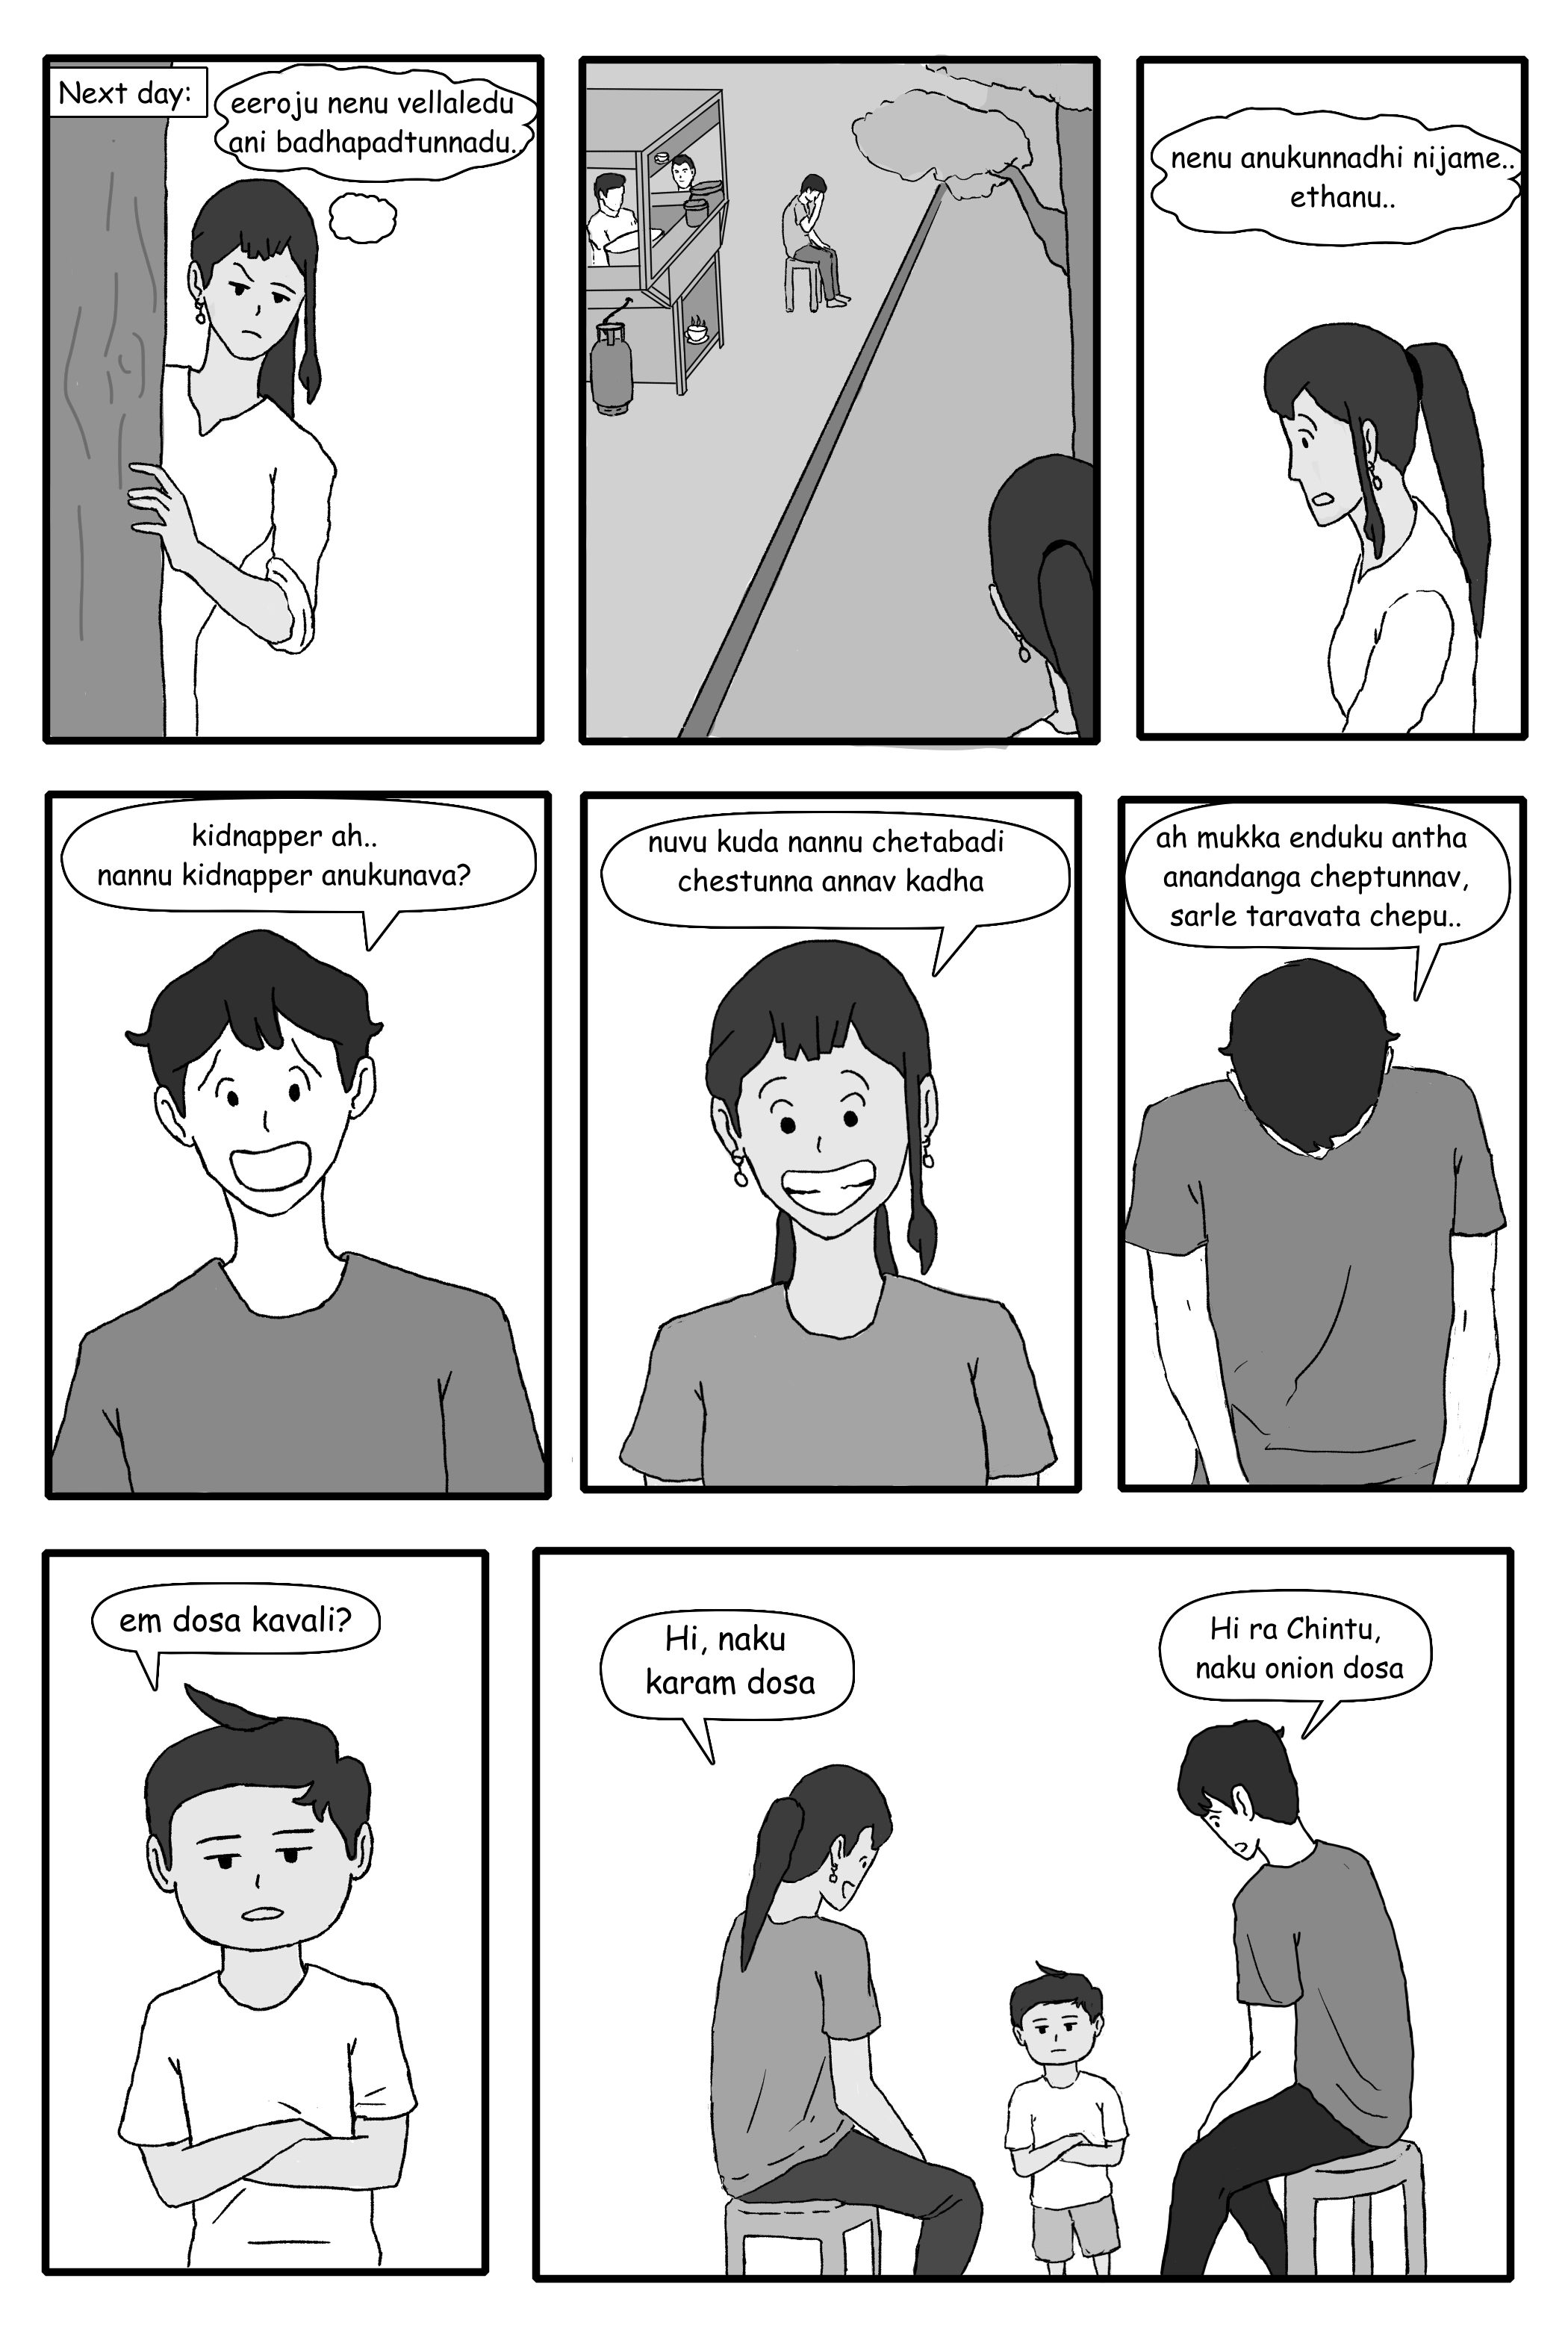 Next day:
eeroju nenu vellaledu
ani badhapadtunnadu..
nenu anukunnadhi nijame..
ethanu..
kidnapper ah..
nannu kidnapper anukunava?
nuvu kuda nannu chetabadi
chestunna annav kadha
ah mukka enduku antha
anandanga cheptunnav,
sarle taravata chepu..
em dosa kavali?
Hi, naku
karam dosa
Hi ra Chintu,
naku onion dosa